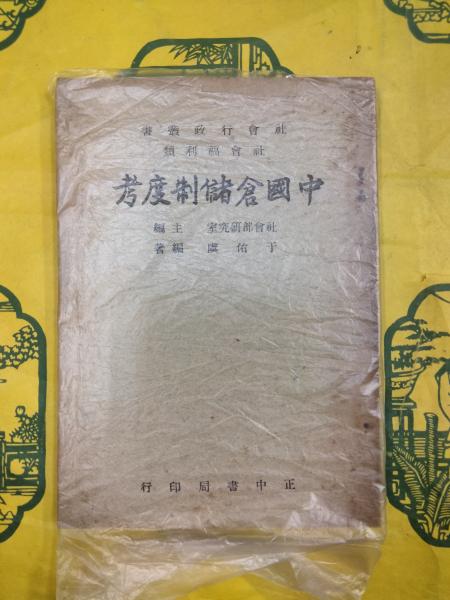 社會行政叢書
社會福利類
中國倉儲制度考
社會部研究室 主編
于佑虞 編著
正中書局印行